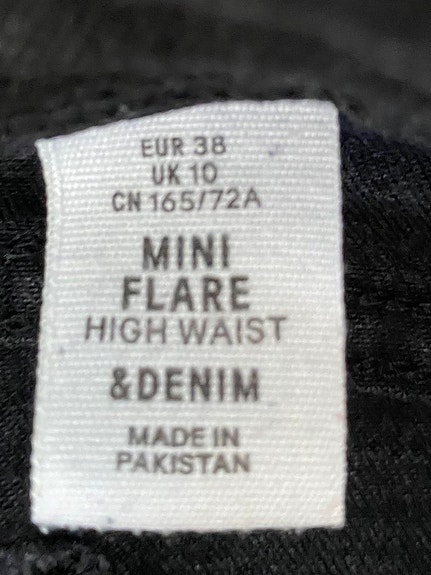 EUR 38
UK 10
CN 165/72A
MINI
FLARE
HIGH WAIST
&DENIM
MADE IN
PAKISTAN